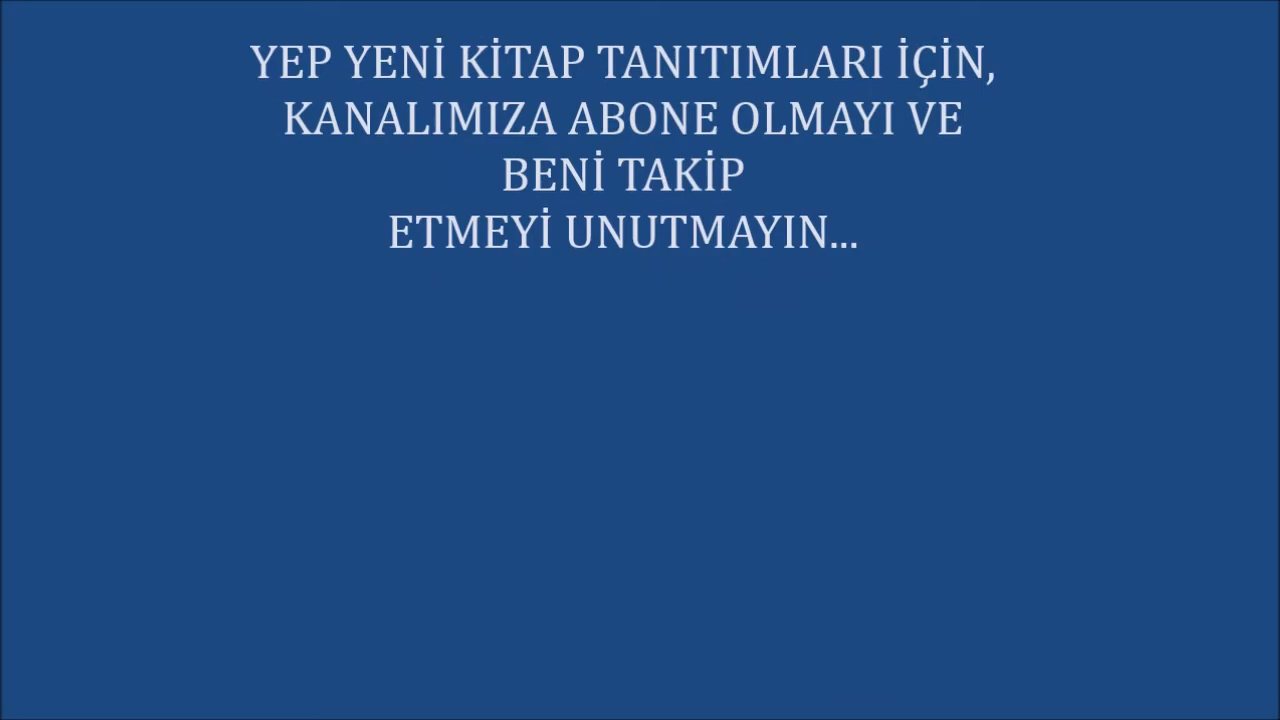 YEP YENİ KİTAP TANITIMLARI İÇİN,
KANALIMIZA ABONE OLMAYI VE
BENİ TAKİP
ETMEYİ UNUTMAYIN...